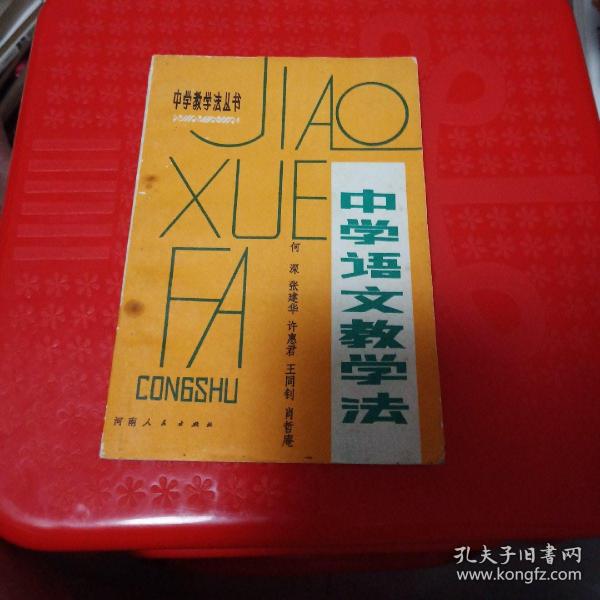 中学教学法丛书
JIAO
XUE
FA
CONGSHU
中学语文教学法
何深 张建华 许惠君 王同钊 肖哲庵
河南人民出版社
孔夫子旧书网
www.kongfz.com